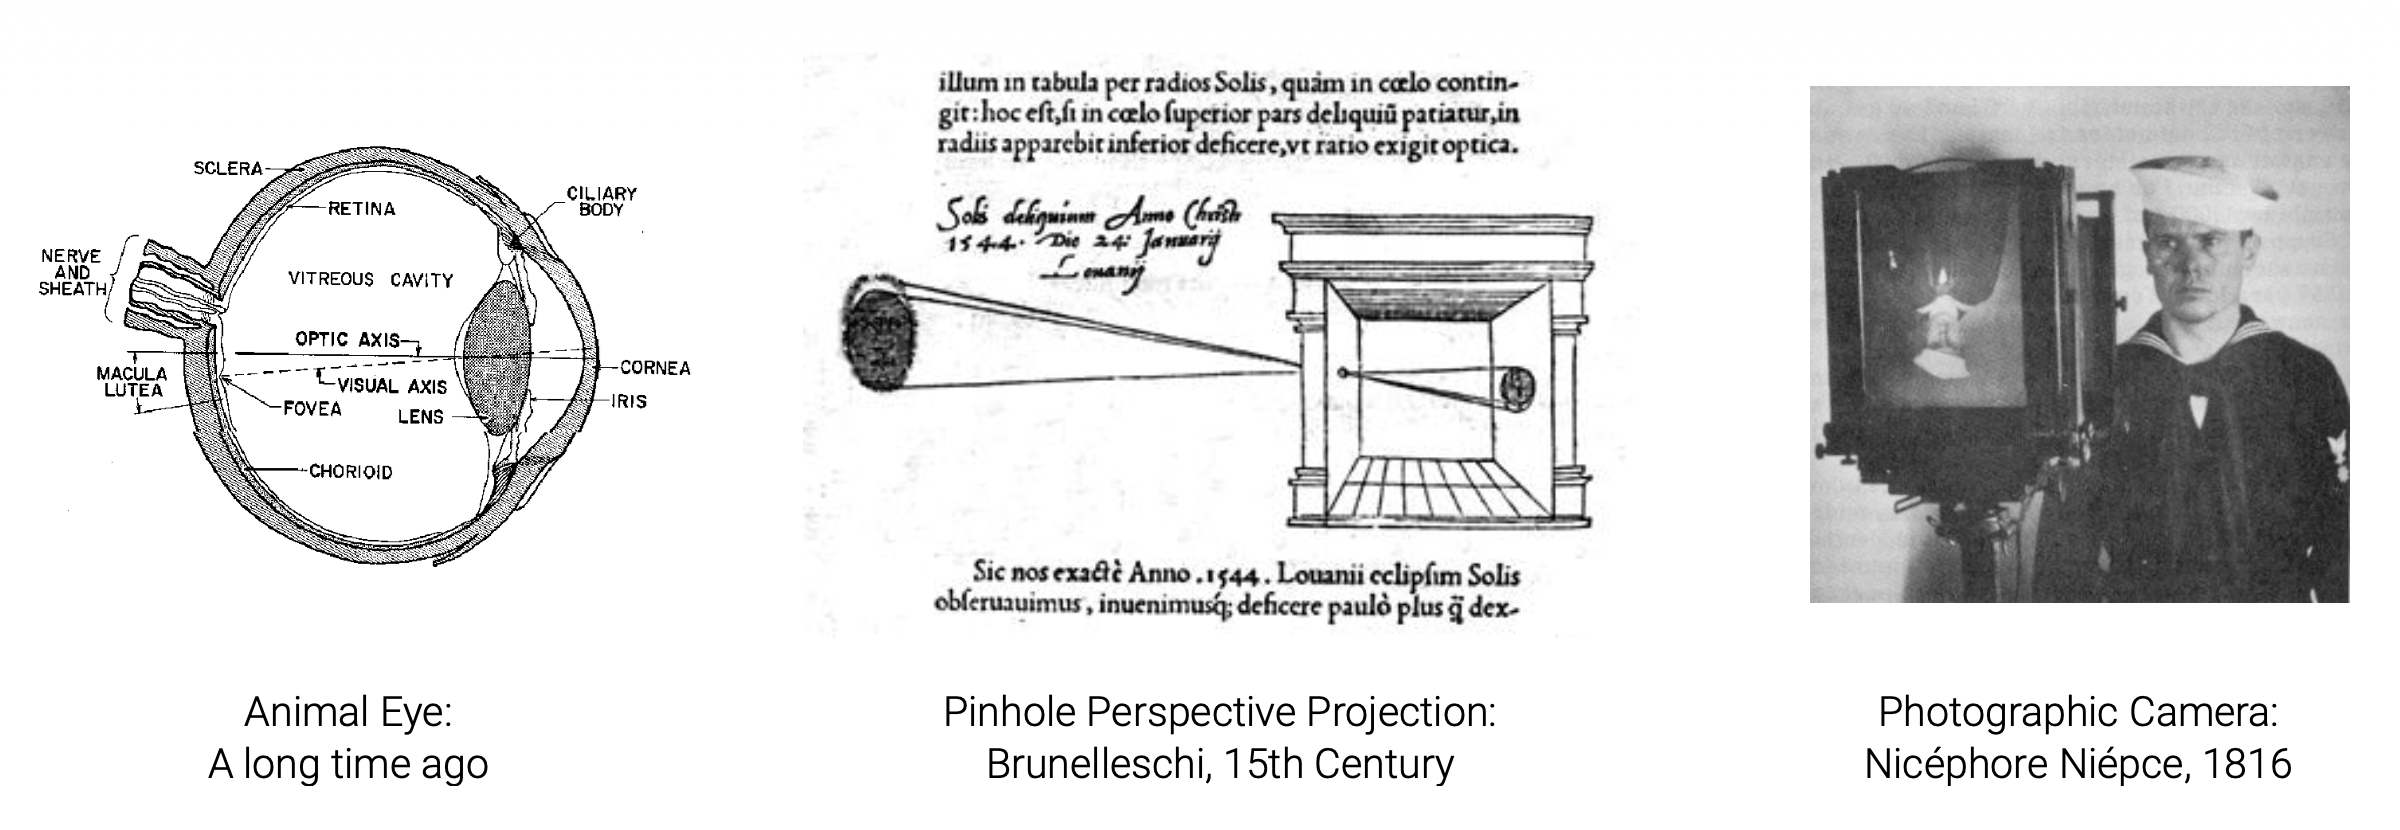 SCLERA
RETINA
CILIARY
BODY
NERVE
AND
SHEATH
VITREOUS CAVITY
OPTIC AXIS
CORNEA
MACULA
LUTEA
VISUAL AXIS
FOVEA
IRIS
LENS
CHORIOID
Animal Eye:
A long time ago
illum in tabula per radios Solis, quàm in cœlo contin-
git: hoc eſt, ſi in cœlo ſuperior pars deliquiũ patiatur, in
radiis apparebit inferior deficere, vt ratio exigit optica.
Solis deliquium Anno Christi
1544. Die 24: Januarij
Louanij
Sic nos exactè Anno .1544. Louanii eclipſim Solis
obſeruauimus, inuenimusq́; deficere paulò plus q̃ dex-
Pinhole Perspective Projection:
Brunelleschi, 15th Century
Photographic Camera:
Nicéphore Niépce, 1816